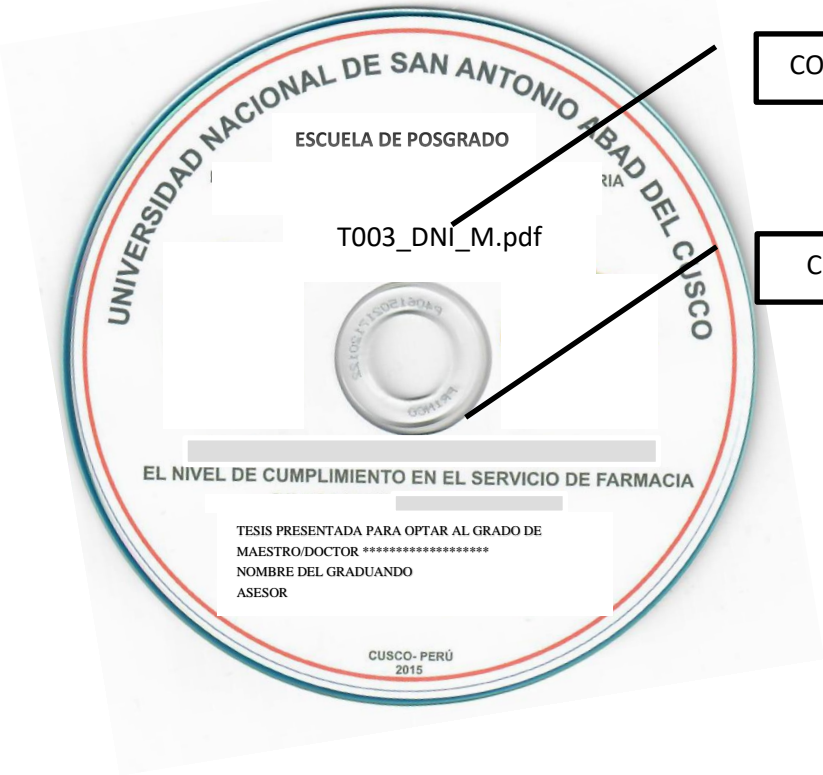 UNIVERSIDAD NACIONAL DE SAN ANTONIO ABAD DEL CUSCO
CO
ESCUELA DE POSGRADO
RIA
T003_DNI_M.pdf
C
P4061502171120122
PRINCO
EL NIVEL DE CUMPLIMIENTO EN EL SERVICIO DE FARMACIA
TESIS PRESENTADA PARA OPTAR AL GRADO DE
MAESTRO/DOCTOR *******************
NOMBRE DEL GRADUANDO
ASESOR
CUSCO- PERÚ
2015